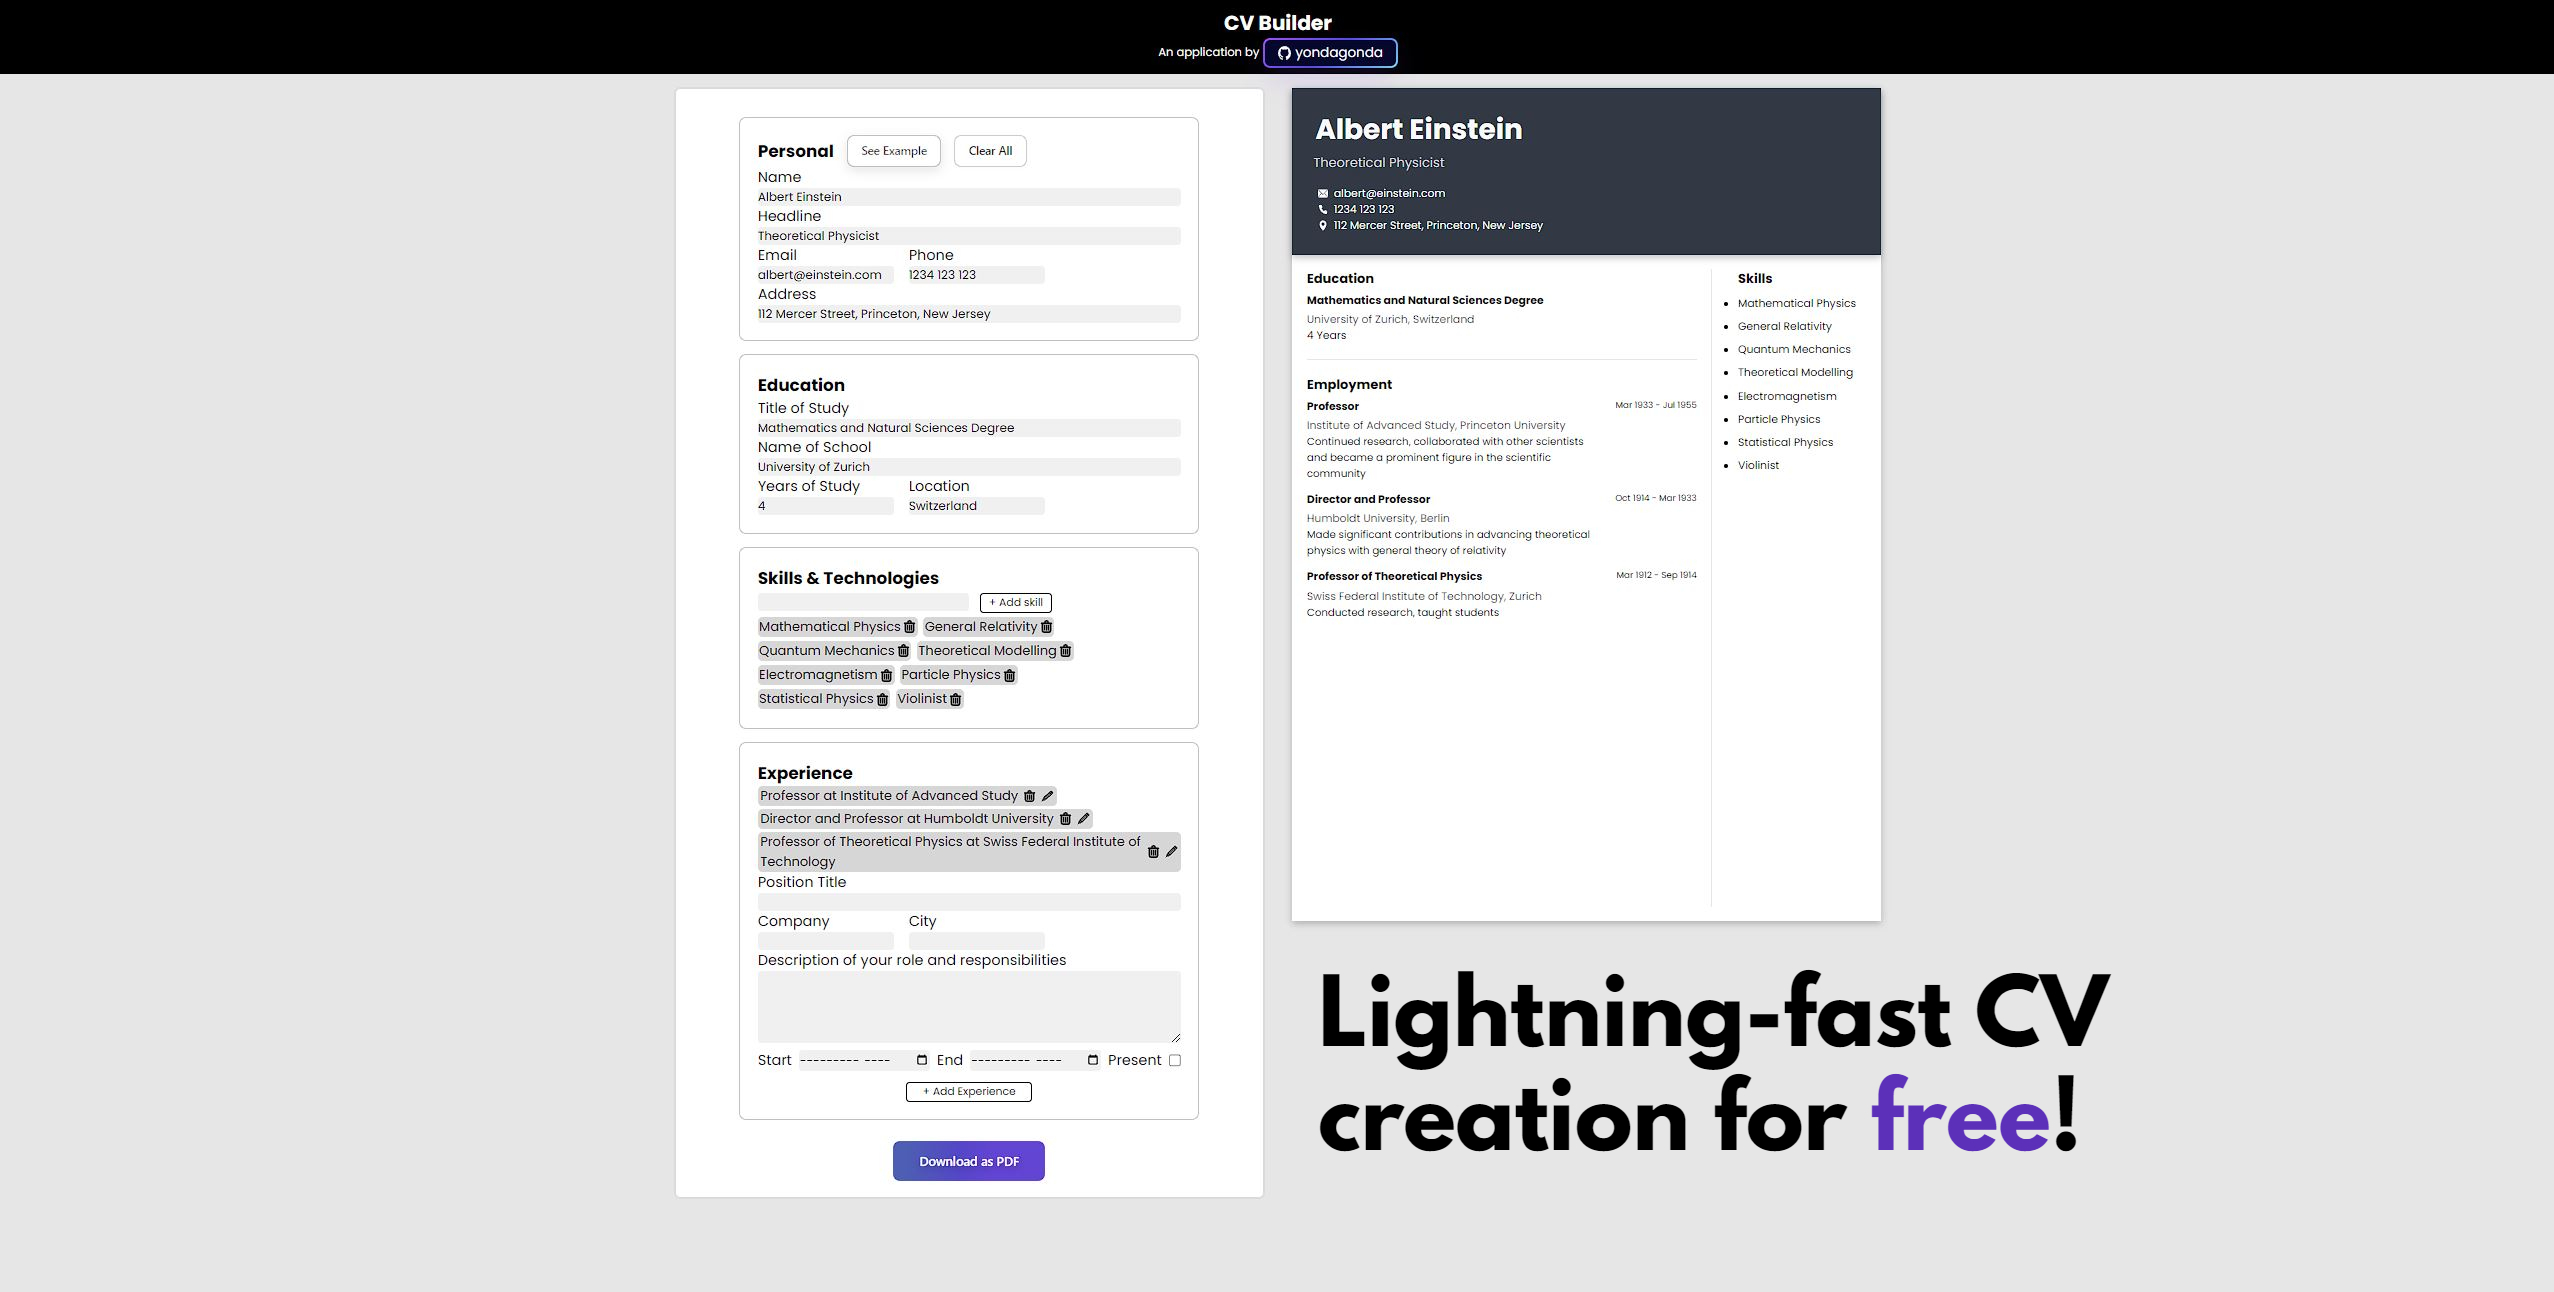 CV Builder
An application by yondagonda
Personal See Example Clear All
Name
Albert Einstein
Headline
Theoretical Physicist
Email Phone
albert@einstein.com 1234 123 123
Address
112 Mercer Street, Princeton, New Jersey
Education
Title of Study
Mathematics and Natural Sciences Degree
Name of School
University of Zurich
Years of Study Location
4 Switzerland
Skills & Technologies
+ Add skill
Mathematical Physics General Relativity
Quantum Mechanics Theoretical Modelling
Electromagnetism Particle Physics
Statistical Physics Violinist
Experience
Professor at Institute of Advanced Study
Director and Professor at Humboldt University
Professor of Theoretical Physics at Swiss Federal Institute of
Technology
Position Title
Company City
Description of your role and responsibilities
Start --------- ---- End --------- ---- Present
+ Add Experience
Download as PDF
Albert Einstein
Theoretical Physicist
albert@einstein.com
1234 123 123
112 Mercer Street, Princeton, New Jersey
Education
Mathematics and Natural Sciences Degree
University of Zurich, Switzerland
4 Years
Employment
Professor Mar 1933 - Jul 1955
Institute of Advanced Study, Princeton University
Continued research, collaborated with other scientists
and became a prominent figure in the scientific
community
Director and Professor Oct 1914 - Mar 1933
Humboldt University, Berlin
Made significant contributions in advancing theoretical
physics with general theory of relativity
Professor of Theoretical Physics Mar 1912 - Sep 1914
Swiss Federal Institute of Technology, Zurich
Conducted research, taught students
Skills
Mathematical Physics
General Relativity
Quantum Mechanics
Theoretical Modelling
Electromagnetism
Particle Physics
Statistical Physics
Violinist
Lightning-fast CV
creation for free!